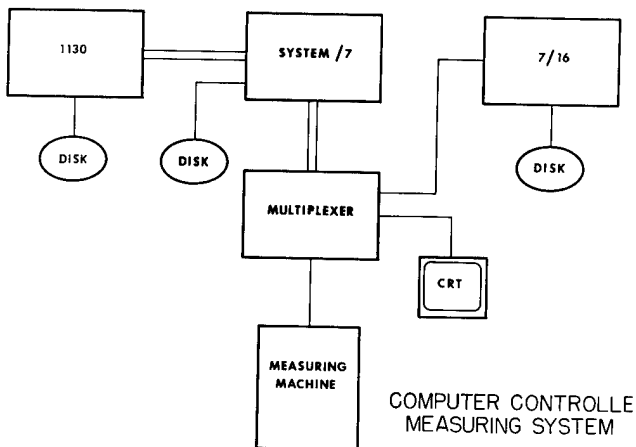 1130
SYSTEM /7
7/16
DISK
DISK
DISK
MULTIPLEXER
CRT
MEASURING
MACHINE
COMPUTER CONTROLLE
MEASURING SYSTEM